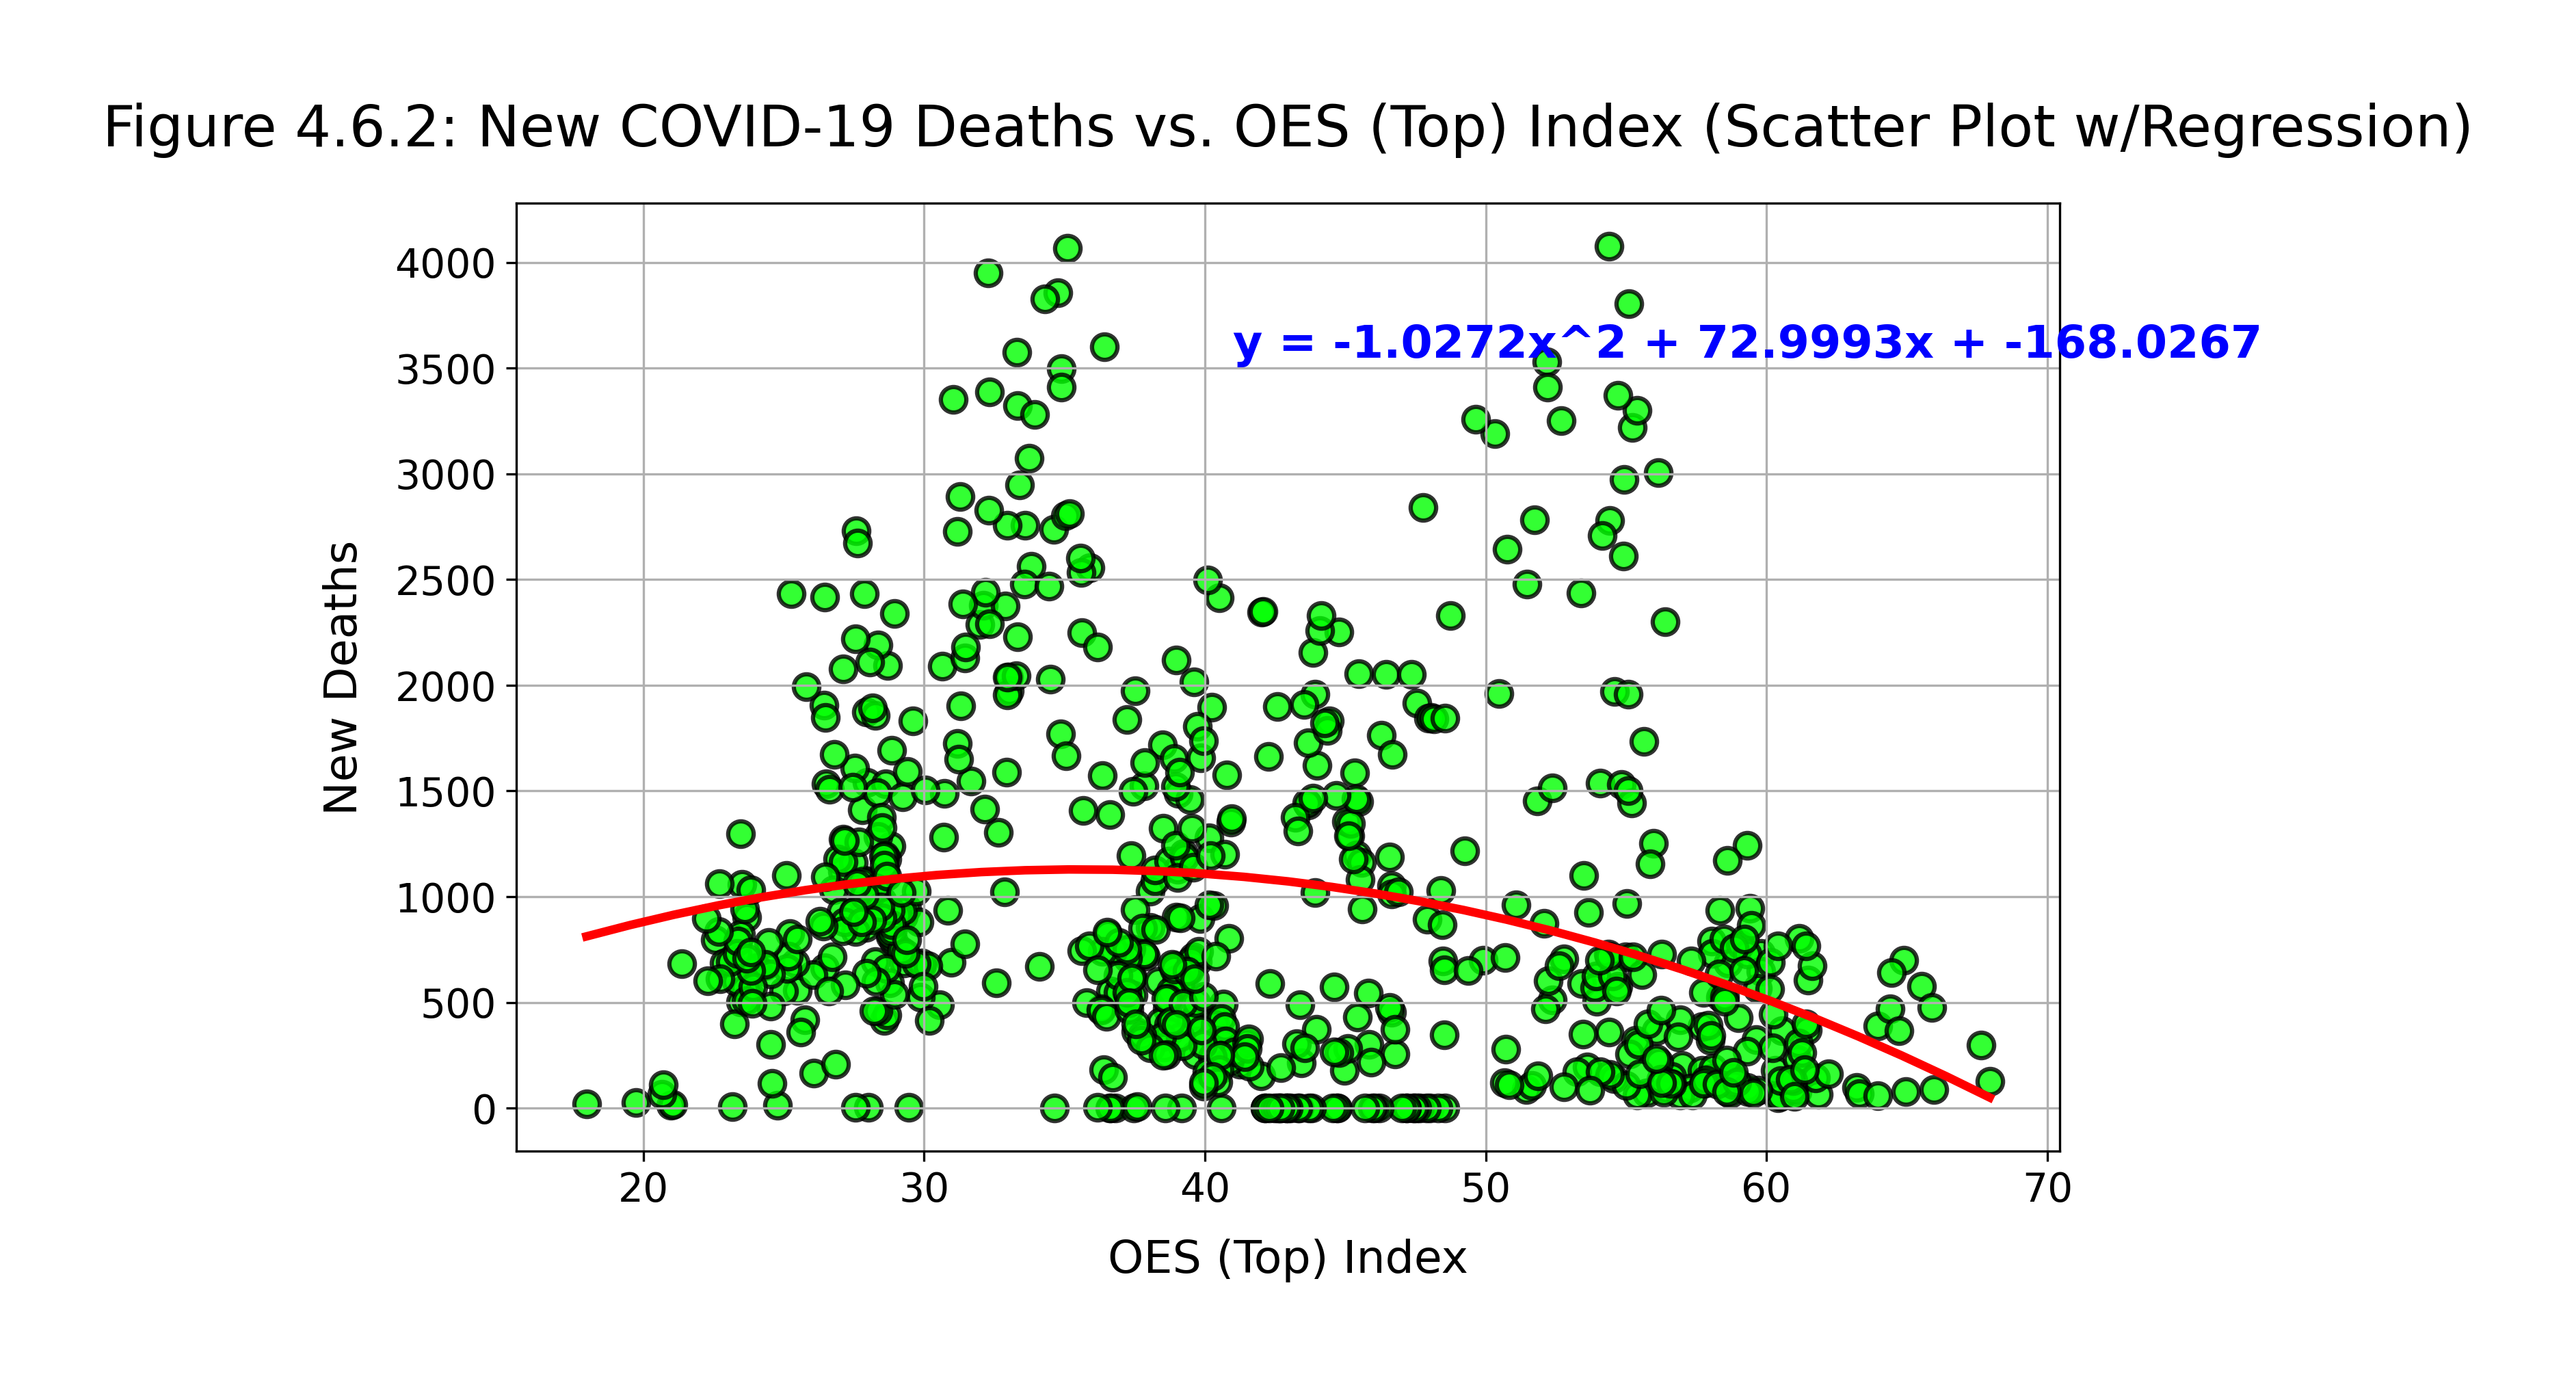 Figure 4.6.2: New COVID-19 Deaths vs. OES (Top) Index (Scatter Plot w/Regression)
4000
y = -1.0272x^2 + 72.9993x + -168.0267
3500
3000
2500
2000
New Deaths
1500
1000
500
0
20 30 40 50 60 70
OES (Top) Index